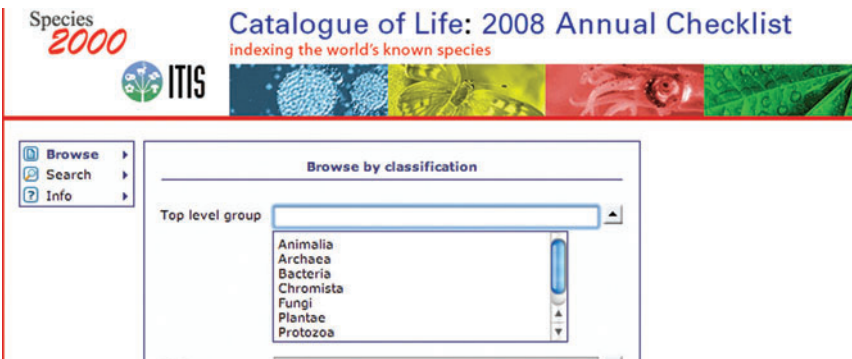 Species
2000
ITIS
Catalogue of Life: 2008 Annual Checklist
indexing the world's known species
Browse
Search
? Info
Browse by classification
Top level group
Animalia
Archaea
Bacteria
Chromista
Fungi
Plantae
Protozoa